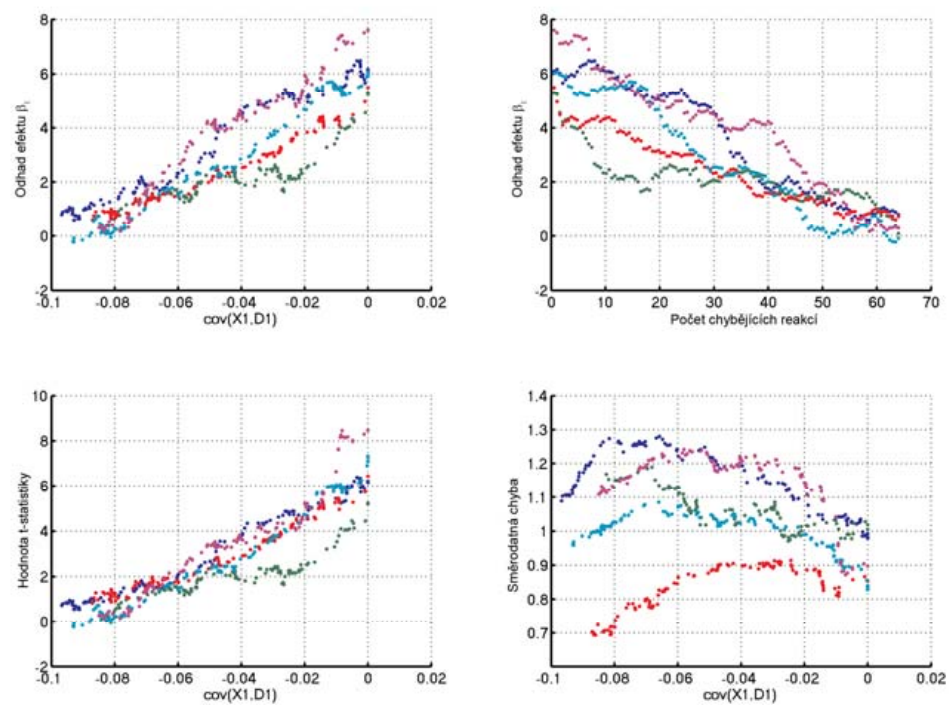 8
6
4
2
0
-2
Odhad efektu β₁
-0.1 -0.08 -0.06 -0.04 -0.02 0 0.02
cov(X1,D1)
8
6
4
2
0
-2
Odhad efektu β₁
0 10 20 30 40 50 60 70
Počet chybějících reakcí
10
8
6
4
2
0
-2
Hodnota t-statistiky
-0.1 -0.08 -0.06 -0.04 -0.02 0 0.02
cov(X1,D1)
1.4
1.3
1.2
1.1
1
0.9
0.8
0.7
Směrodatná chyba
-0.1 -0.08 -0.06 -0.04 -0.02 0 0.02
cov(X1,D1)